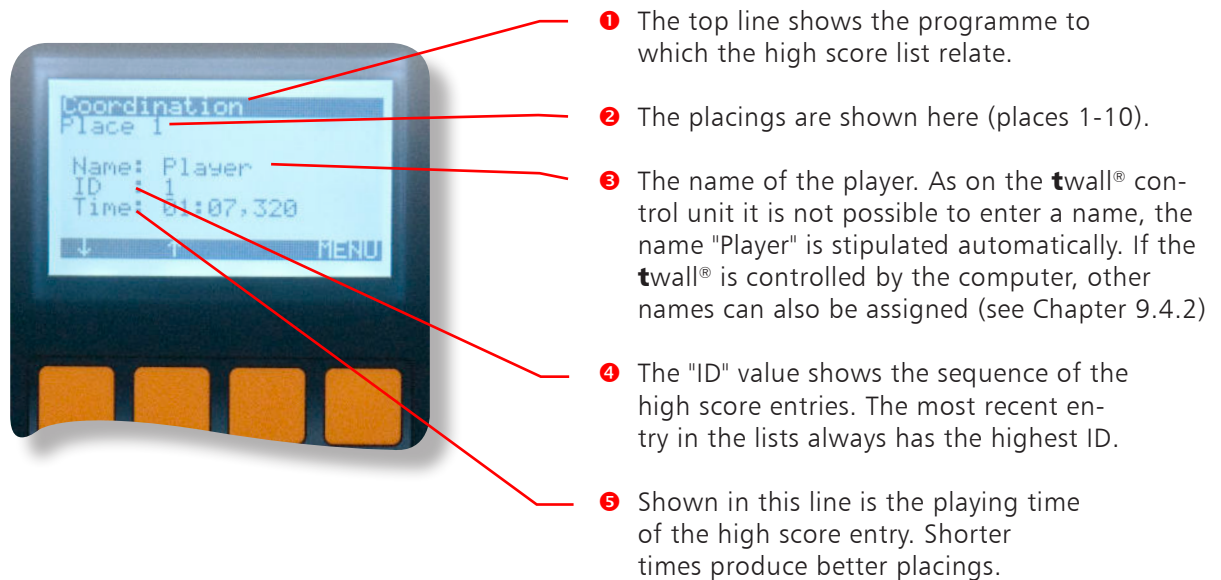 Coordination
Place 1
Name: Player
ID : 1
Time: 01:07,320
↓ ↑ MENU
❶ The top line shows the programme to
which the high score list relate.
❷ The placings are shown here (places 1-10).
❸ The name of the player. As on the twall® con-
trol unit it is not possible to enter a name, the
name "Player" is stipulated automatically. If the
twall® is controlled by the computer, other
names can also be assigned (see Chapter 9.4.2)
❹ The "ID" value shows the sequence of the
high score entries. The most recent en-
try in the lists always has the highest ID.
❺ Shown in this line is the playing time
of the high score entry. Shorter
times produce better placings.